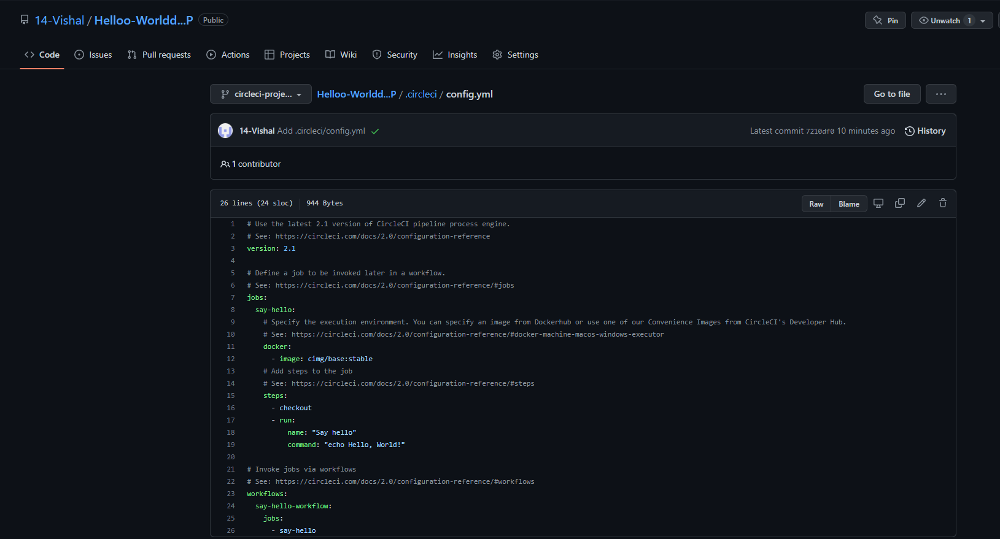 14-Vishal / Helloo-Worldd...P Public
Pin
Unwatch 1
Code Issues Pull requests Actions Projects Wiki Security Insights Settings
circleci-proje... Helloo-Worldd...P / .circleci / config.yml
Go to file ...
14-Vishal Add .circleci/config.yml
Latest commit 7210df0 10 minutes ago History
1 contributor
26 lines (24 sloc) 944 Bytes
Raw Blame
1 # Use the latest 2.1 version of CircleCI pipeline process engine.
2 # See: https://circleci.com/docs/2.0/configuration-reference
3 version: 2.1
4
5 # Define a job to be invoked later in a workflow.
6 # See: https://circleci.com/docs/2.0/configuration-reference/#jobs
7 jobs:
8   say-hello:
9     # Specify the execution environment. You can specify an image from Dockerhub or use one of our Convenience Images from CircleCI's Developer Hub.
10     # See: https://circleci.com/docs/2.0/configuration-reference/#docker-machine-macos-windows-executor
11     docker:
12       - image: cimg/base:stable
13     # Add steps to the job
14     # See: https://circleci.com/docs/2.0/configuration-reference/#steps
15     steps:
16       - checkout
17       - run:
18           name: "Say hello"
19           command: "echo Hello, World!"
20
21 # Invoke jobs via workflows
22 # See: https://circleci.com/docs/2.0/configuration-reference/#workflows
23 workflows:
24   say-hello-workflow:
25     jobs:
26       - say-hello